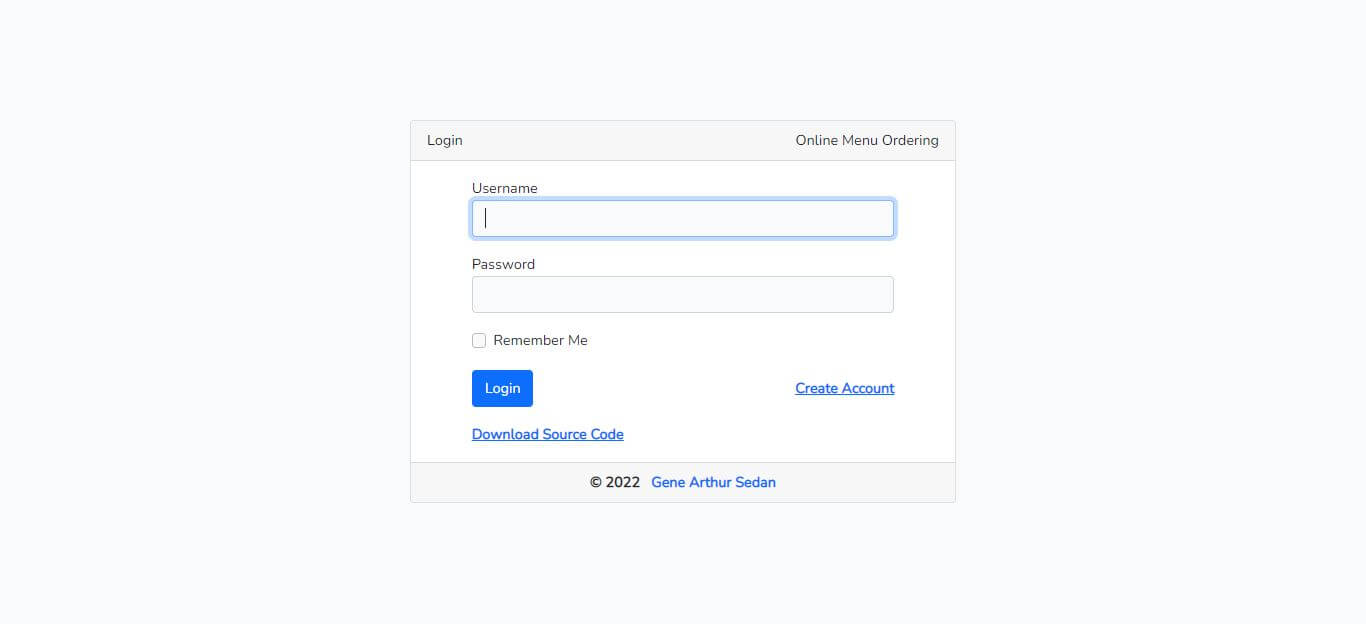 Login Online Menu Ordering
Username
Password
Remember Me
Login Create Account
Download Source Code
© 2022 Gene Arthur Sedan